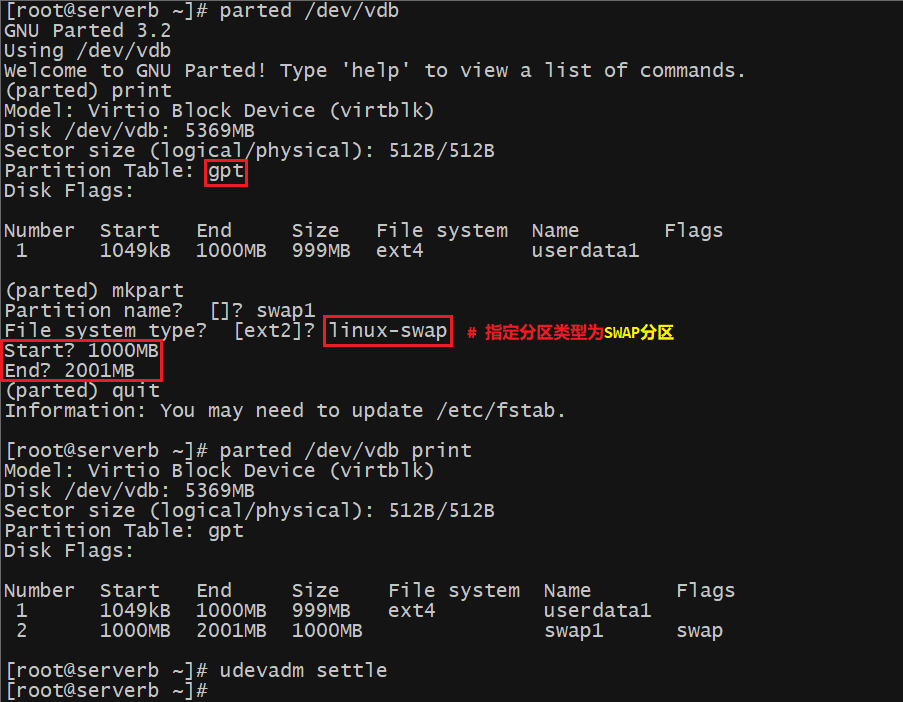 [root@serverb ~]# parted /dev/vdb
GNU Parted 3.2
Using /dev/vdb
Welcome to GNU Parted! Type 'help' to view a list of commands.
(parted) print
Model: Virtio Block Device (virtblk)
Disk /dev/vdb: 5369MB
Sector size (logical/physical): 512B/512B
Partition Table: gpt
Disk Flags:
Number  Start   End     Size   File system  Name       Flags
 1      1049kB  1000MB  999MB  ext4         userdata1
(parted) mkpart
Partition name?  []? swap1
File system type?  [ext2]? linux-swap  # 指定分区类型为SWAP分区
Start? 1000MB
End? 2001MB
(parted) quit
Information: You may need to update /etc/fstab.
[root@serverb ~]# parted /dev/vdb print
Model: Virtio Block Device (virtblk)
Disk /dev/vdb: 5369MB
Sector size (logical/physical): 512B/512B
Partition Table: gpt
Disk Flags:
Number  Start   End     Size    File system  Name       Flags
 1      1049kB  1000MB  999MB   ext4         userdata1
 2      1000MB  2001MB  1000MB               swap1      swap
[root@serverb ~]# udevadm settle
[root@serverb ~]#